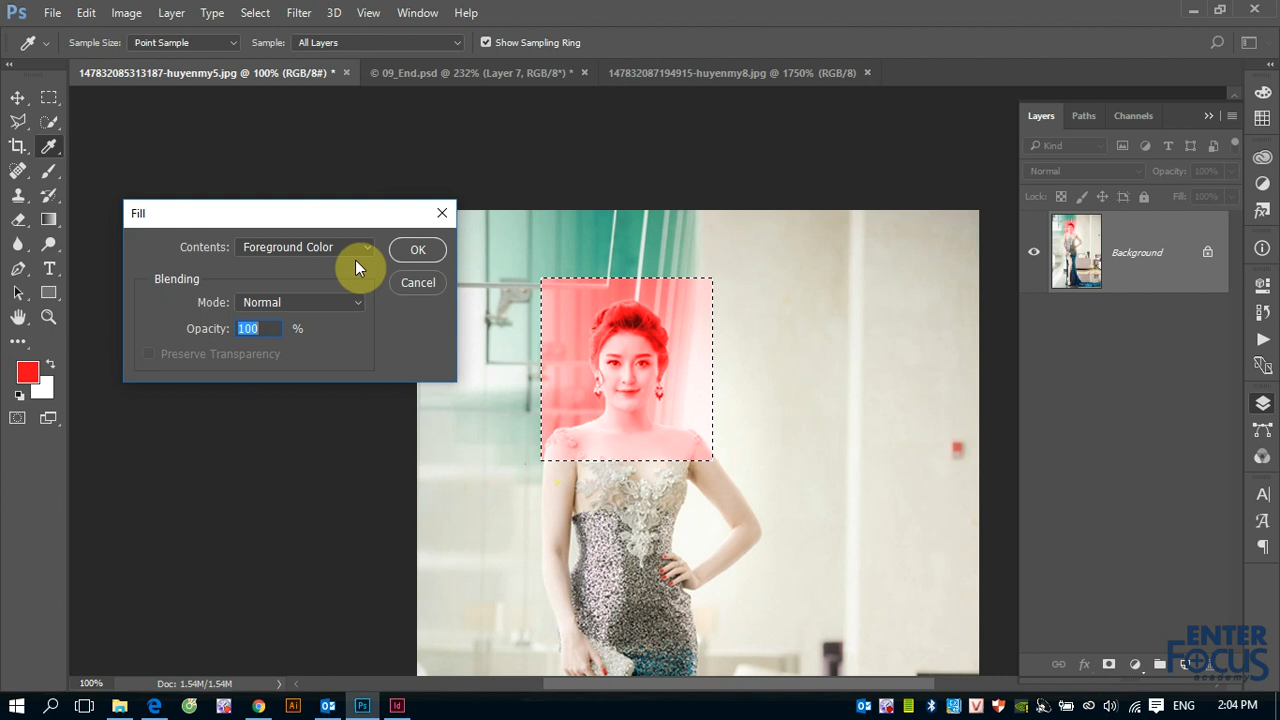 Ps File Edit Image Layer Type Select Filter 3D View Window Help
Sample Size: Point Sample Sample: All Layers Show Sampling Ring
147832085313187-huyenmy5.jpg @ 100% (RGB/8#) * × © 09_End.psd @ 232% (Layer 7, RGB/8*) * × 147832087194915-huyenmy8.jpg @ 1750% (RGB/8) ×
Layers Paths Channels
Kind
Normal Opacity: 100%
Lock: Fill: 100%
Background
Fill
Contents: Foreground Color OK
Blending Cancel
Mode: Normal
Opacity: 100 %
Preserve Transparency
ENTER
FOCUS
academy
100% Doc: 1.54M/1.54M
2:04 PM